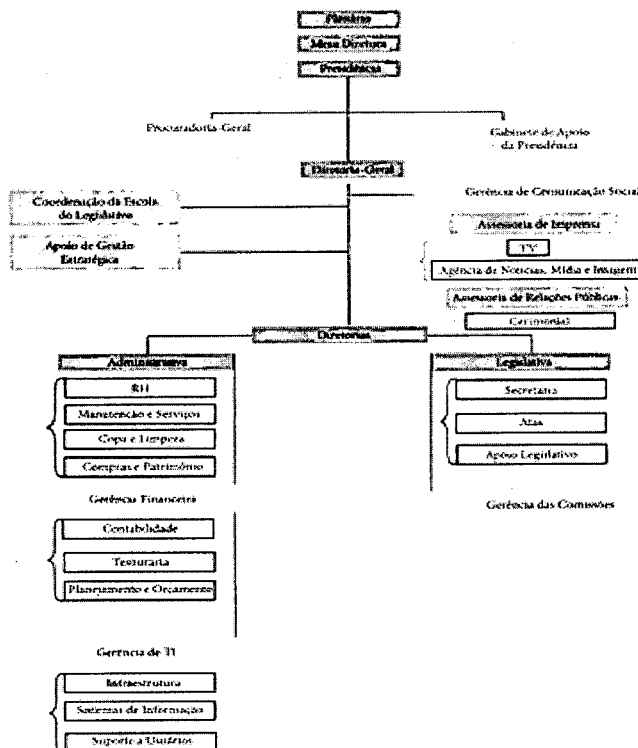 Plenário
Mesa Diretora
Presidência
Procuradoria-Geral
Gabinete de Apoio
da Presidência
Diretoria-Geral
Coordenação da Escola
do Legislativo
Gerência de Comunicação Social
Assessoria de Imprensa
Apoio de Gestão
Estratégica
TV
Agência de Notícias, Mídia e Imagem
Assessoria de Relações Públicas
Cerimonial
Diretorias
Administrativa
RH
Manutenção e Serviços
Copa e Limpeza
Compras e Patrimônio
Gerência Financeira
Contabilidade
Tesouraria
Planejamento e Orçamento
Gerência de TI
Infraestrutura
Sistemas de Informação
Suporte a Usuários
Legislativa
Secretaria
Atas
Apoio Legislativo
Gerência das Comissões